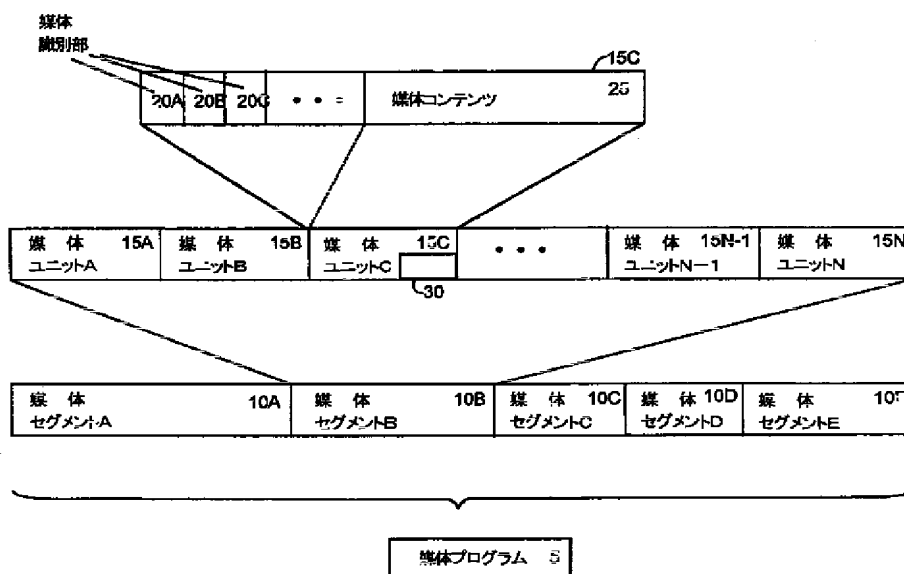 媒体
識別部
15C
20A 20B 20C ・・・ 媒体コンテンツ 25
媒体 15A 媒体 15B 媒体 15C ・・・ 媒体 15N-1 媒体 15N
ユニットA ユニットB ユニットC ユニットN-1 ユニットN
30
媒体 10A 媒体 10B 媒体 10C 媒体 10D 媒体
セグメントA セグメントB セグメントC セグメントD セグメントE
媒体プログラム 5